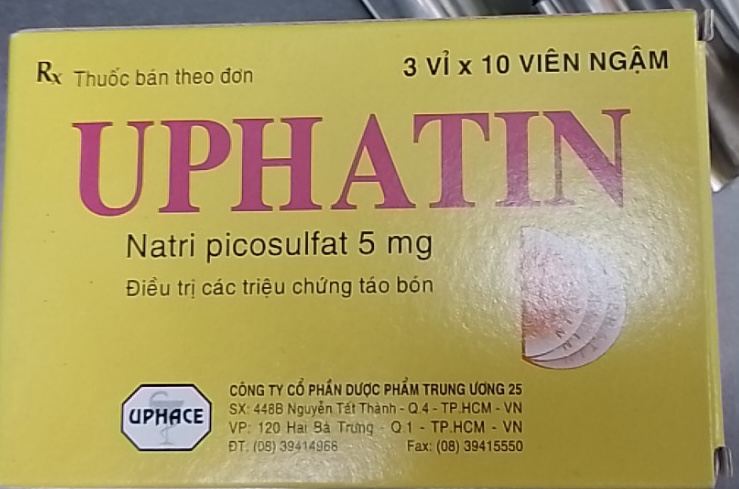 Rx Thuốc bán theo đơn
3 VỈ x 10 VIÊN NGẬM
UPHATIN
Natri picosulfat 5 mg
Điều trị các triệu chứng táo bón
UPHACE
CÔNG TY CỔ PHẦN DƯỢC PHẨM TRUNG ƯƠNG 25
SX: 448B Nguyễn Tất Thành - Q.4 - TP.HCM - VN
VP: 120 Hai Bà Trưng - Q.1 - TP.HCM - VN
ĐT: (08) 39414968 Fax: (08) 39415550